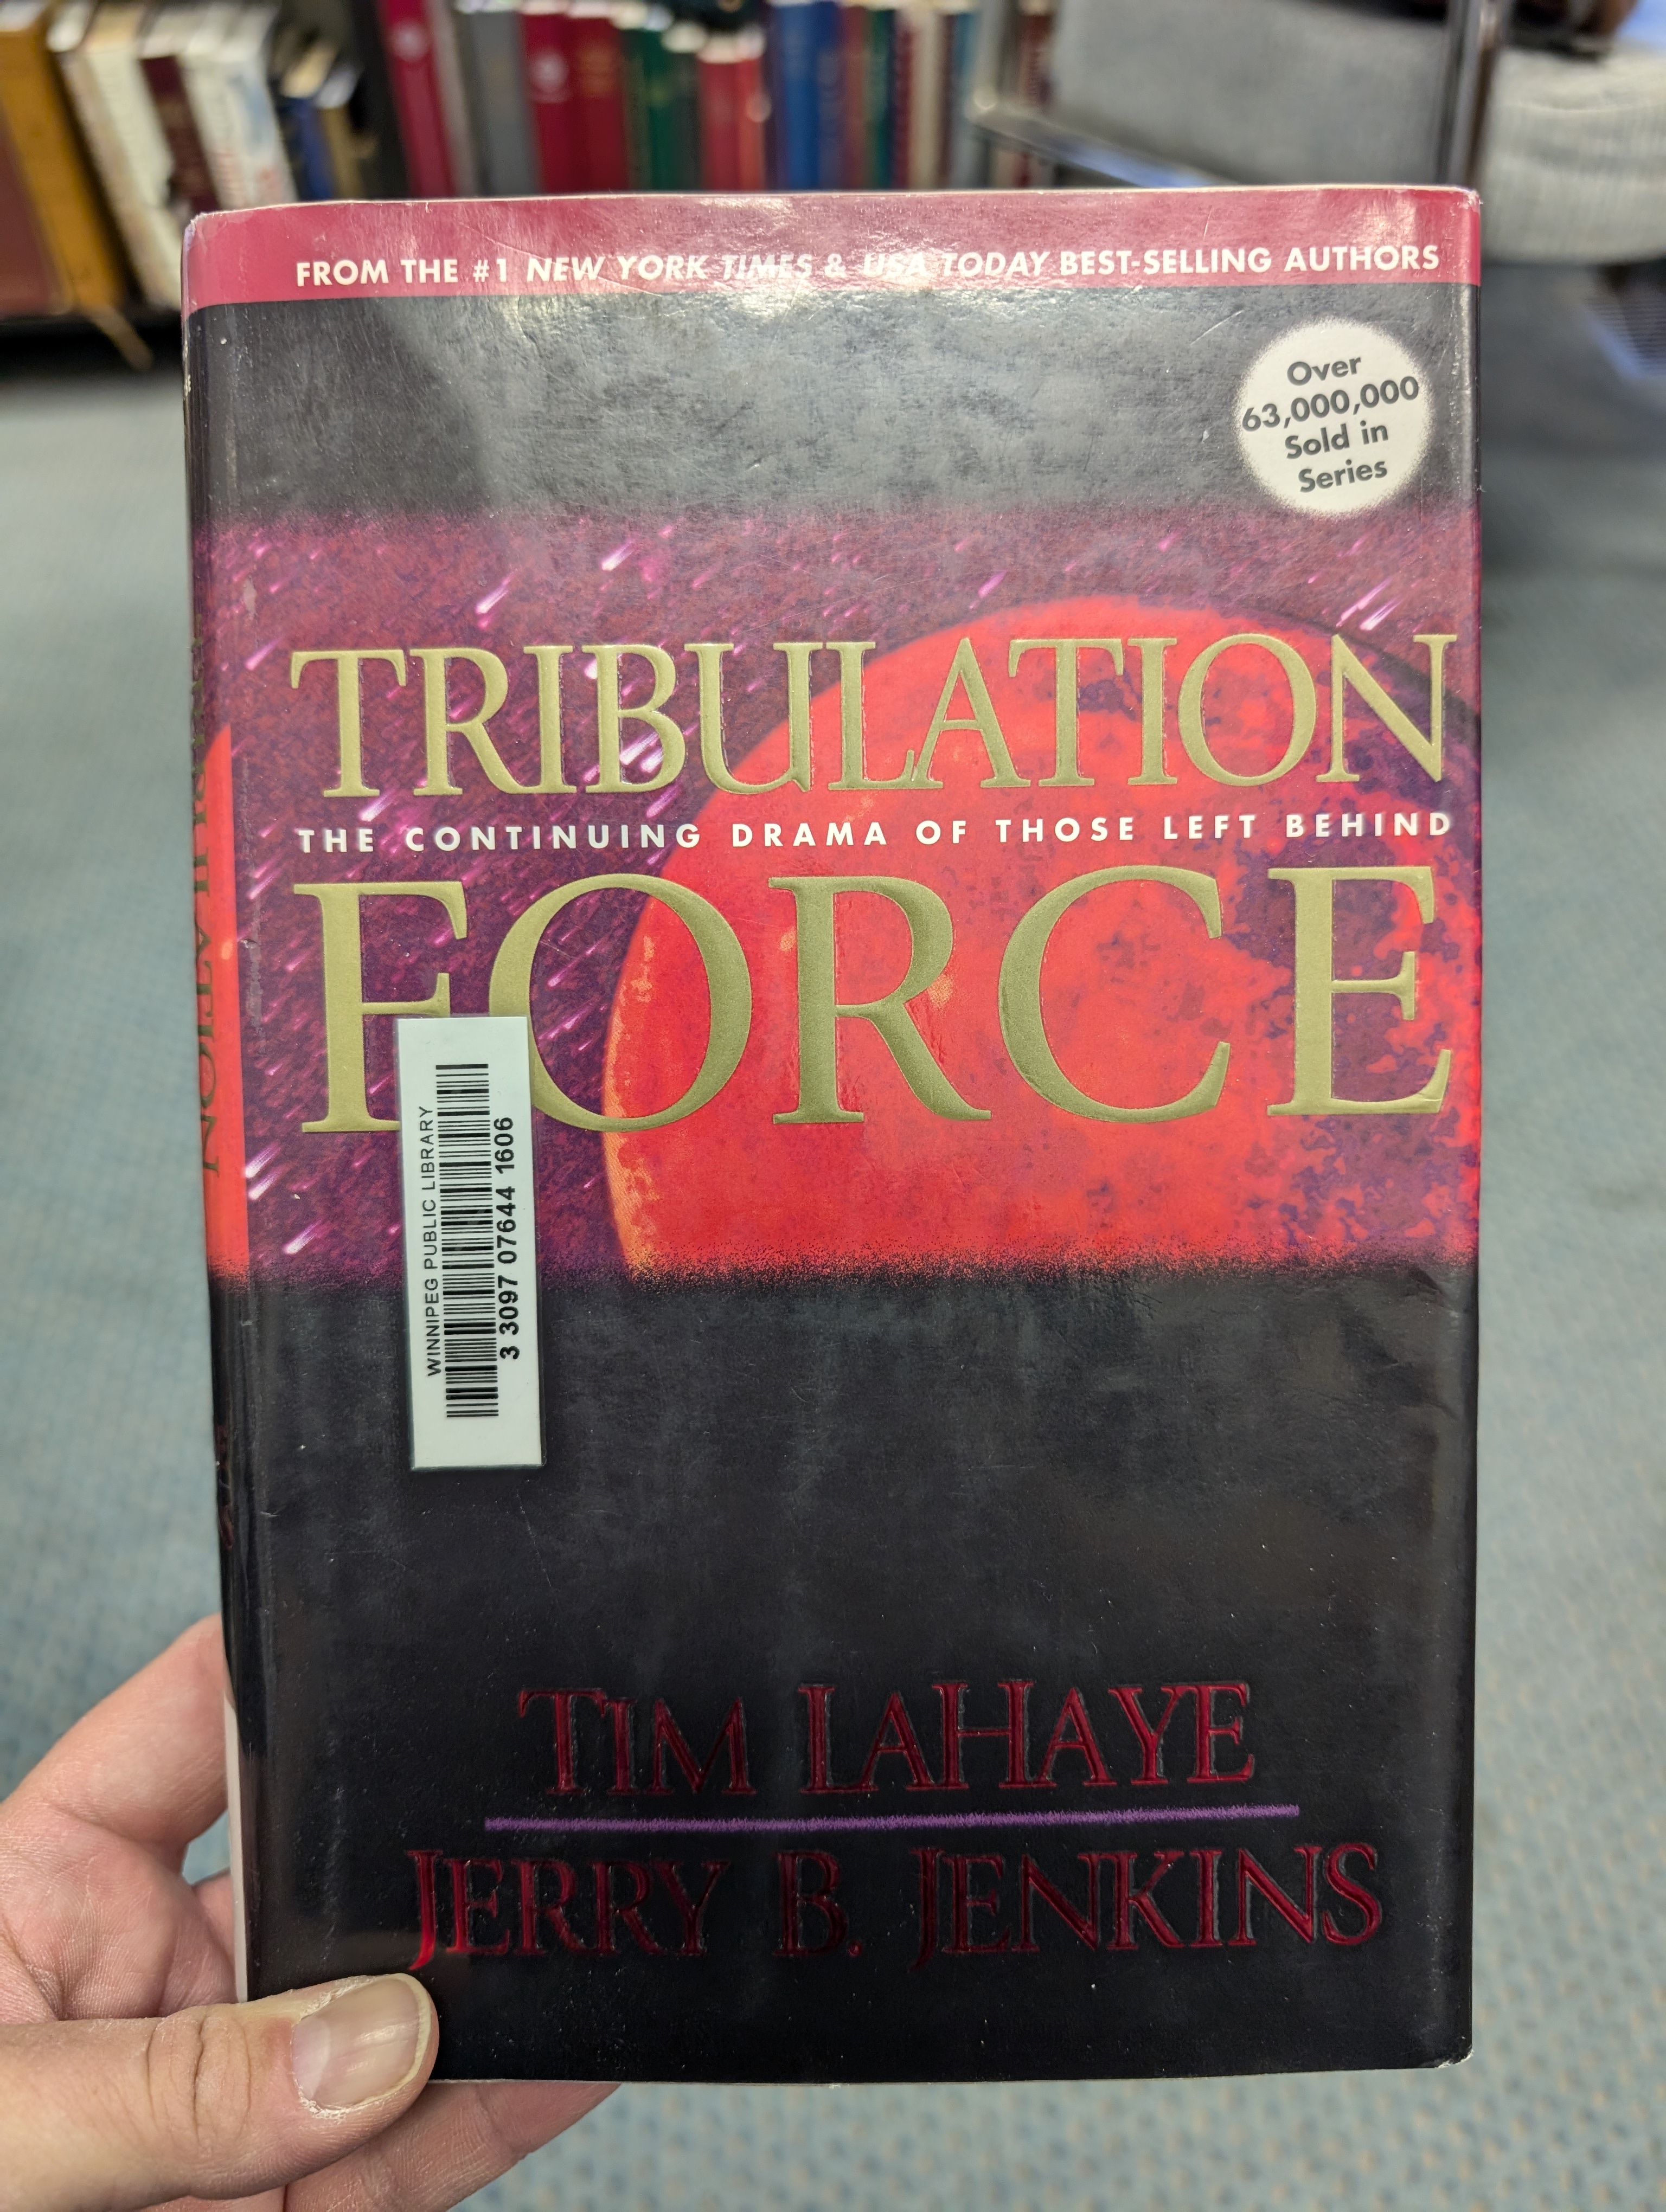 FROM THE #1 NEW YORK TIMES & USA TODAY BEST-SELLING AUTHORS
Over
63,000,000
Sold in
Series
TRIBULATION
THE CONTINUING DRAMA OF THOSE LEFT BEHIND
FORCE
WINNIPEG PUBLIC LIBRARY
3 3097 07644 1606
TIM LAHAYE
JERRY B. JENKINS